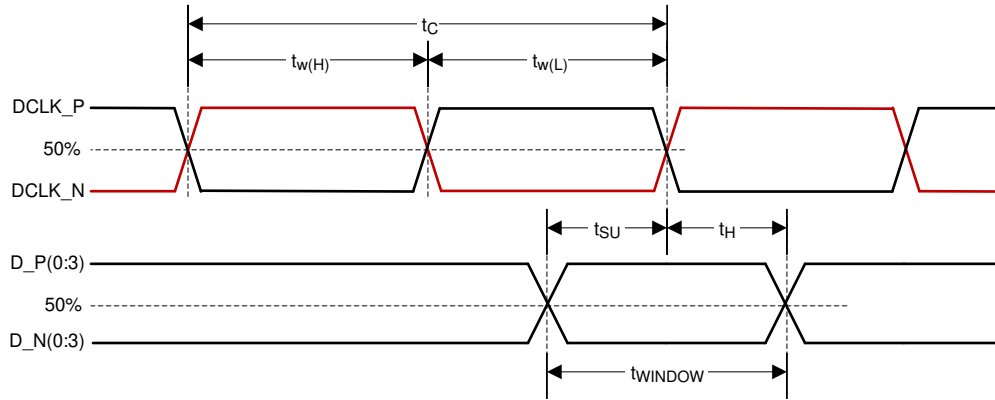 tC
tw(H)
tw(L)
DCLK_P
50%
DCLK_N
tSU
tH
D_P(0:3)
50%
D_N(0:3)
tWINDOW